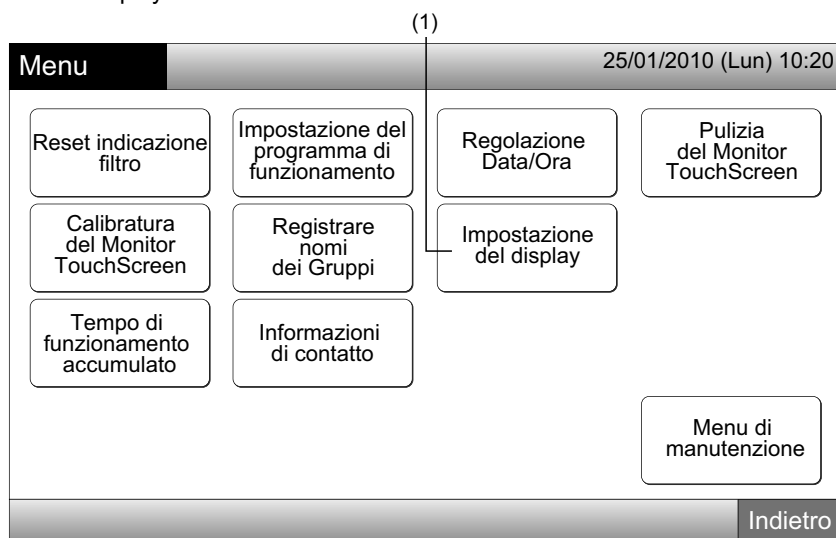 (1)
Menu
25/01/2010 (Lun) 10:20
Reset indicazione
filtro
Impostazione del
programma di
funzionamento
Regolazione
Data/Ora
Pulizia
del Monitor
TouchScreen
Calibratura
del Monitor
TouchScreen
Registrare
nomi
dei Gruppi
Impostazione
del display
Tempo di
funzionamento
accumulato
Informazioni
di contatto
Menu di
manutenzione
Indietro